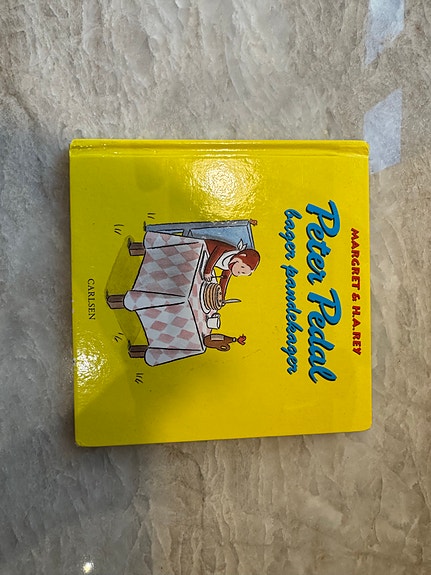 MARGRET & H.A.REY
Peter Pedal
bager pandekager
CARLSEN